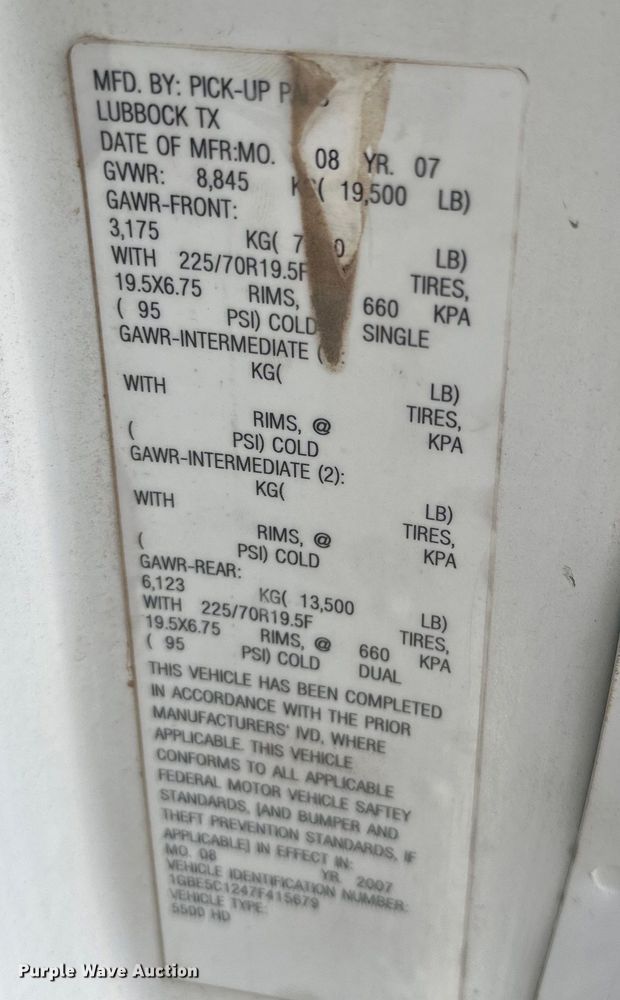 MFD. BY: PICK-UP
LUBBOCK TX
DATE OF MFR:MO. 08 YR. 07
GVWR: 8,845 KG( 19,500 LB)
GAWR-FRONT:
3,175 KG( 7 0 LB)
WITH 225/70R19.5F TIRES,
19.5X6.75 RIMS, 660 KPA
( 95 PSI) COLD SINGLE
GAWR-INTERMEDIATE ( ):
KG( LB)
WITH TIRES,
RIMS, @ KPA
( PSI) COLD
GAWR-INTERMEDIATE (2):
KG( LB)
WITH TIRES,
RIMS, @ KPA
( PSI) COLD
GAWR-REAR:
6,123 KG( 13,500 LB)
WITH 225/70R19.5F TIRES,
19.5X6.75 RIMS, @ 660 KPA
( 95 PSI) COLD DUAL
THIS VEHICLE HAS BEEN COMPLETED
IN ACCORDANCE WITH THE PRIOR
MANUFACTURERS' IVD, WHERE
APPLICABLE. THIS VEHICLE
CONFORMS TO ALL APPLICABLE
FEDERAL MOTOR VEHICLE SAFTEY
STANDARDS, [AND BUMPER AND
THEFT PREVENTION STANDARDS, IF
APPLICABLE] IN EFFECT IN:
MO. 08 YR. 2007
VEHICLE IDENTIFICATION NUMBER:
1GBE5C1247F415679
VEHICLE TYPE:
5500 HD
Purple Wave Auction